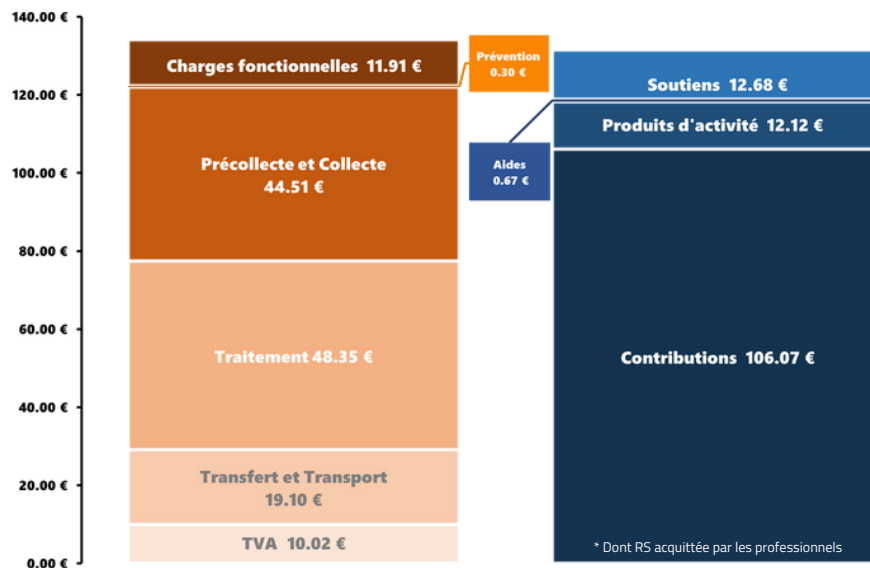 140.00 €
120.00 €
100.00 €
80.00 €
60.00 €
40.00 €
20.00 €
0.00 €
Charges fonctionnelles 11.91 €
Prévention
0.30 €
Précollecte et Collecte
44.51 €
Traitement 48.35 €
Transfert et Transport
19.10 €
TVA 10.02 €
Soutiens 12.68 €
Aides
0.67 €
Produits d'activité 12.12 €
Contributions 106.07 €
* Dont RS acquittée par les professionnels